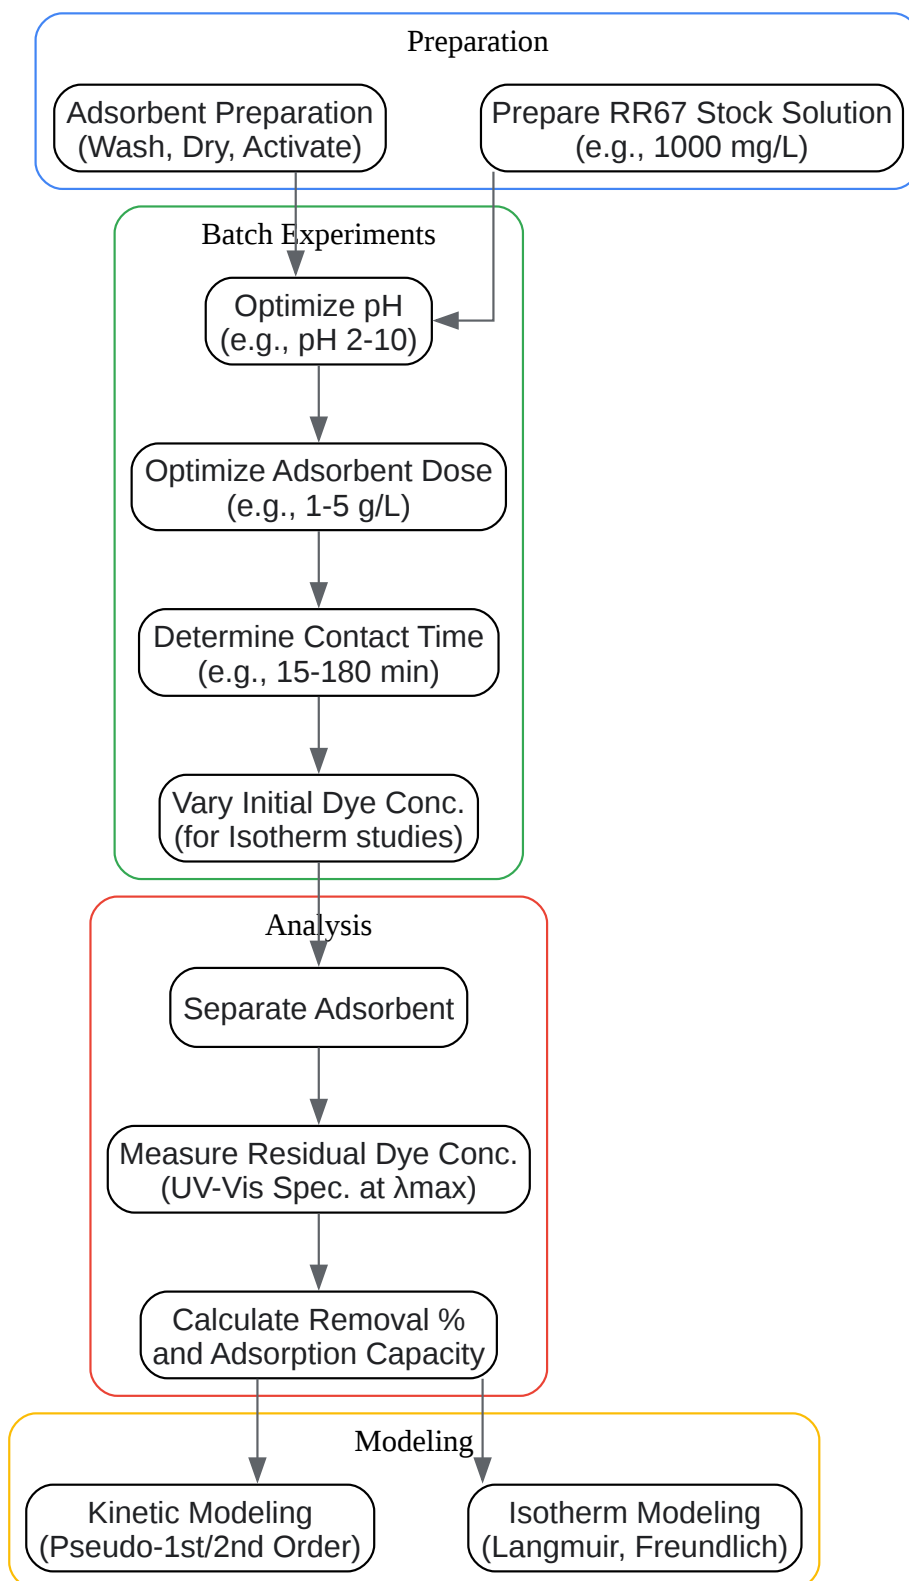 Preparation
Adsorbent Preparation
(Wash, Dry, Activate)
Prepare RR67 Stock Solution
(e.g., 1000 mg/L)
Batch Experiments
Optimize pH
(e.g., pH 2-10)
Optimize Adsorbent Dose
(e.g., 1-5 g/L)
Determine Contact Time
(e.g., 15-180 min)
Vary Initial Dye Conc.
(for Isotherm studies)
Analysis
Separate Adsorbent
Measure Residual Dye Conc.
(UV-Vis Spec. at λmax)
Calculate Removal %
and Adsorption Capacity
Modeling
Kinetic Modeling
(Pseudo-1st/2nd Order)
Isotherm Modeling
(Langmuir, Freundlich)